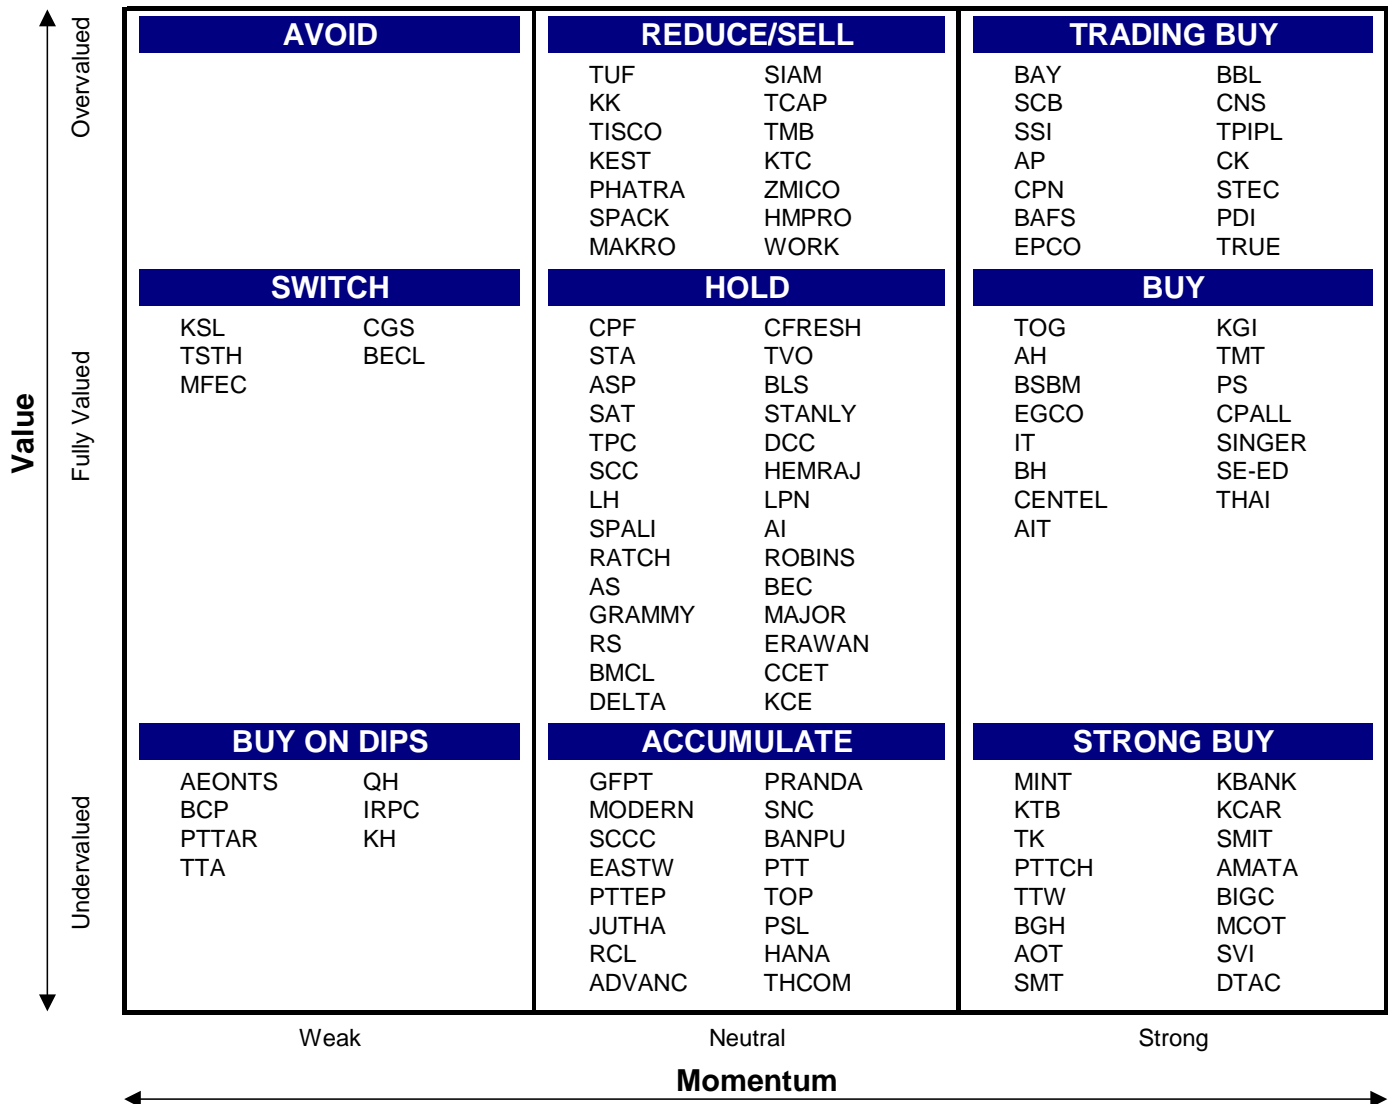 Value
Overvalued
Fully Valued
Undervalued
AVOID
REDUCE/SELL
TUF SIAM
KK TCAP
TISCO TMB
KEST KTC
PHATRA ZMICO
SPACK HMPRO
MAKRO WORK
TRADING BUY
BAY BBL
SCB CNS
SSI TPIPL
AP CK
CPN STEC
BAFS PDI
EPCO TRUE
SWITCH
KSL CGS
TSTH BECL
MFEC
HOLD
CPF CFRESH
STA TVO
ASP BLS
SAT STANLY
TPC DCC
SCC HEMRAJ
LH LPN
SPALI AI
RATCH ROBINS
AS BEC
GRAMMY MAJOR
RS ERAWAN
BMCL CCET
DELTA KCE
BUY
TOG KGI
AH TMT
BSBM PS
EGCO CPALL
IT SINGER
BH SE-ED
CENTEL THAI
AIT
BUY ON DIPS
AEONTS QH
BCP IRPC
PTTAR KH
TTA
ACCUMULATE
GFPT PRANDA
MODERN SNC
SCCC BANPU
EASTW PTT
PTTEP TOP
JUTHA PSL
RCL HANA
ADVANC THCOM
STRONG BUY
MINT KBANK
KTB KCAR
TK SMIT
PTTCH AMATA
TTW BIGC
BGH MCOT
AOT SVI
SMT DTAC
Weak Neutral Strong
Momentum